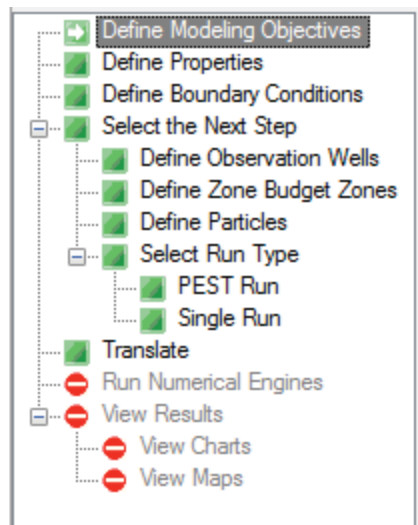 Define Modeling Objectives
Define Properties
Define Boundary Conditions
Select the Next Step
Define Observation Wells
Define Zone Budget Zones
Define Particles
Select Run Type
PEST Run
Single Run
Translate
Run Numerical Engines
View Results
View Charts
View Maps